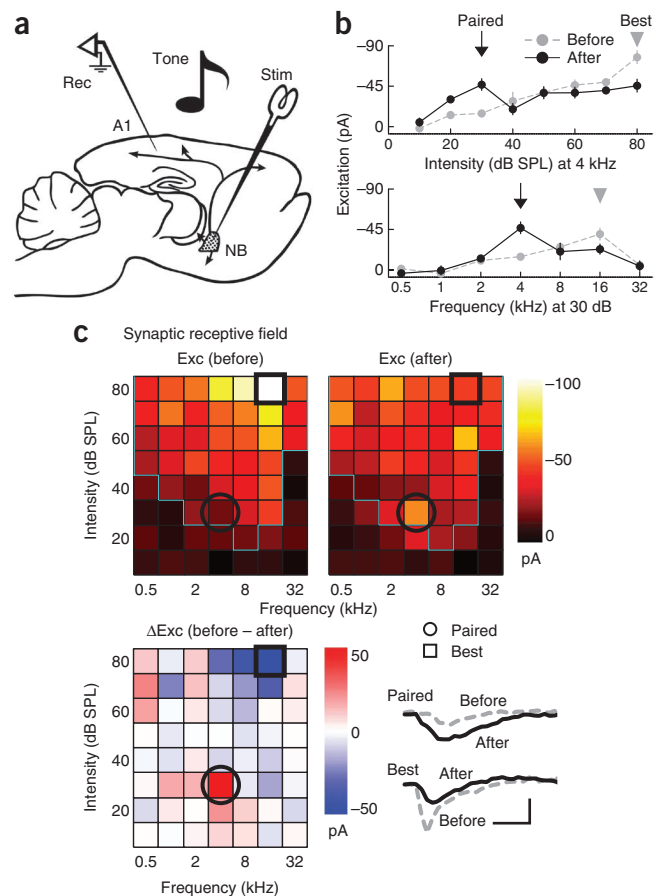 a
Rec
Tone
Stim
A1
NB
b
Paired
Best
Before
After
Excitation (pA)
–90
–45
0
10 20 30 40 50 60 70 80
Intensity (dB SPL) at 4 kHz
–90
–45
0
0.5 1 2 4 8 16 32
Frequency (kHz) at 30 dB
c Synaptic receptive field
Exc (before)
Exc (after)
Intensity (dB SPL)
80
60
40
20
0.5 2 8 32
0.5 2 8 32
Frequency (kHz)
–100
–50
0
pA
ΔExc (before – after)
Intensity (dB SPL)
80
60
40
20
0.5 2 8 32
Frequency (kHz)
50
0
–50
pA
Paired
Best
Paired
Before
After
Best
After
Before